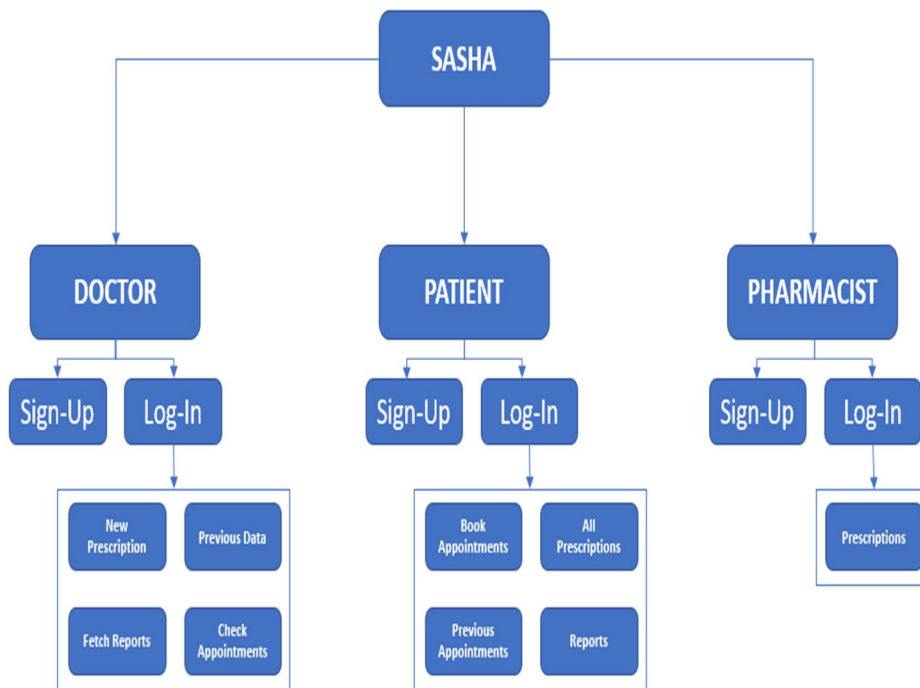 SASHA
DOCTOR
PATIENT
PHARMACIST
Sign-Up
Log-In
Sign-Up
Log-In
Sign-Up
Log-In
New
Prescription
Previous Data
Fetch Reports
Check
Appointments
Book
Appointments
All
Prescriptions
Previous
Appointments
Reports
Prescriptions